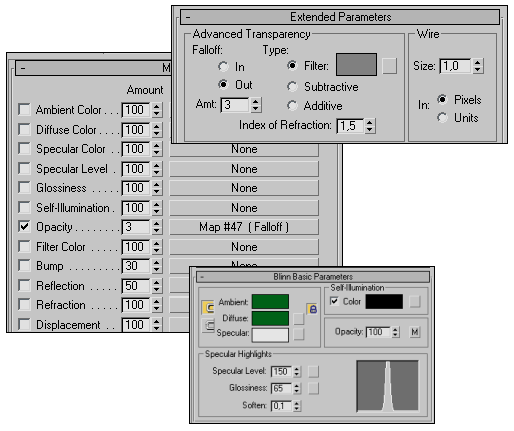 - Extended Parameters
Advanced Transparency
Wire
Falloff:
Type:
In
Filter:
Size: 1,0
Out
Subtractive
In: Pixels
Amt: 3
Additive
Units
Index of Refraction: 1,5
-
Amount
Ambient Color . . . 100
Diffuse Color . . . . 100
Specular Color . . 100 None
Specular Level . 100 None
Glossiness . . . . . 100 None
Self-Illumination . 100 None
Opacity . . . . . . . . 3 Map #47 ( Falloff )
Filter Color . . . . . 100 None
Bump . . . . . . . . . 30
Reflection . . . . . . 50
Refraction . . . . . . 100
Displacement . . . 100
- Blinn Basic Parameters
Self-Illumination
Ambient:
Color
Diffuse:
Specular:
Opacity: 100 M
Specular Highlights
Specular Level: 150
Glossiness: 65
Soften: 0,1